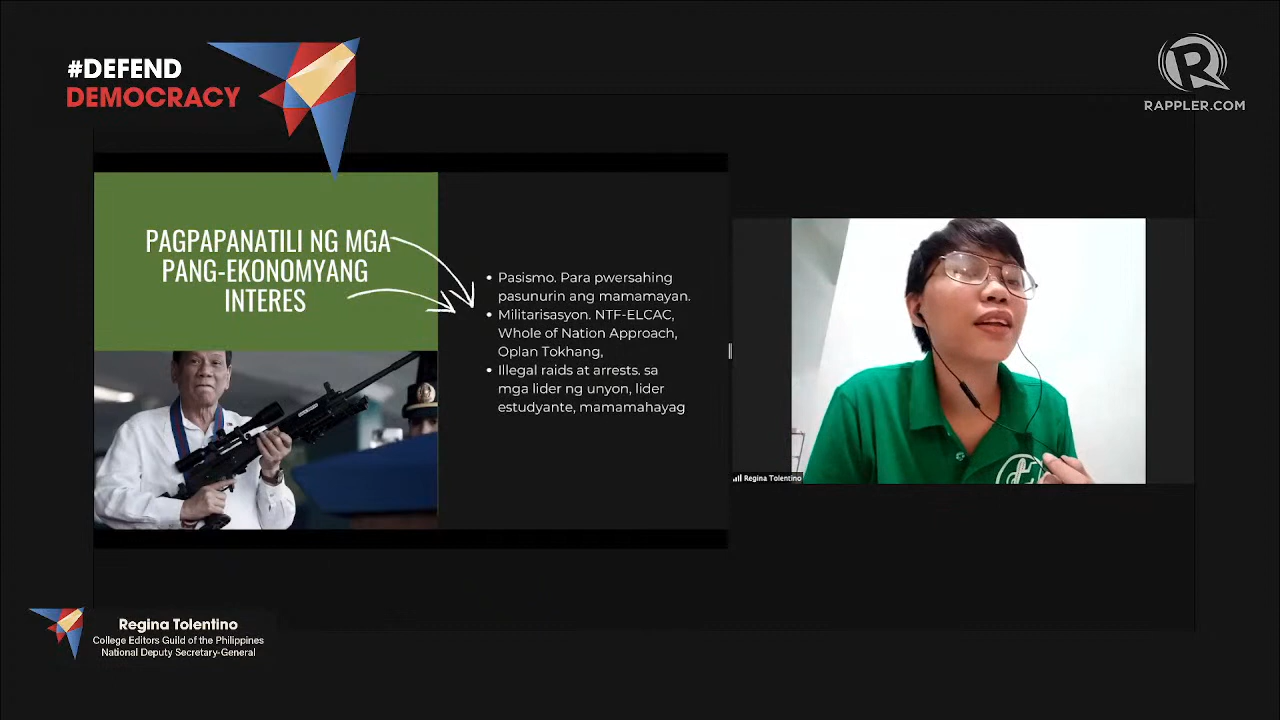 #DEFEND
DEMOCRACY
RAPPLER.COM
PAGPAPANATILI NG MGA
PANG-EKONOMYANG
INTERES
Pasismo. Para pwersahing
pasunurin ang mamamayan.
Militarisasyon. NTF-ELCAC,
Whole of Nation Approach,
Oplan Tokhang,
Illegal raids at arrests. sa
mga lider ng unyon, lider
estudyante, mamamahayag
Regina Tolentino
Regina Tolentino
College Editors Guild of the Philippines
National Deputy Secretary-General